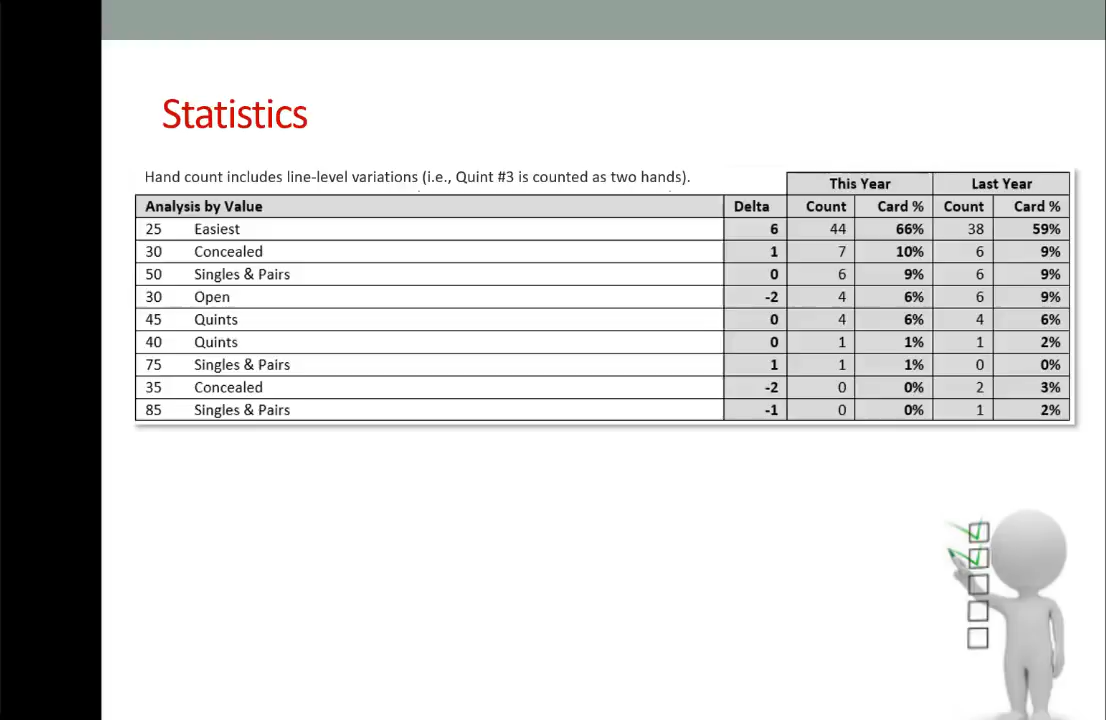 Statistics
Hand count includes line-level variations (i.e., Quint #3 is counted as two hands).
This Year Last Year
Analysis by Value Delta Count Card % Count Card %
25 Easiest 6 44 66% 38 59%
30 Concealed 1 7 10% 6 9%
50 Singles & Pairs 0 6 9% 6 9%
30 Open -2 4 6% 6 9%
45 Quints 0 4 6% 4 6%
40 Quints 0 1 1% 1 2%
75 Singles & Pairs 1 1 1% 0 0%
35 Concealed -2 0 0% 2 3%
85 Singles & Pairs -1 0 0% 1 2%